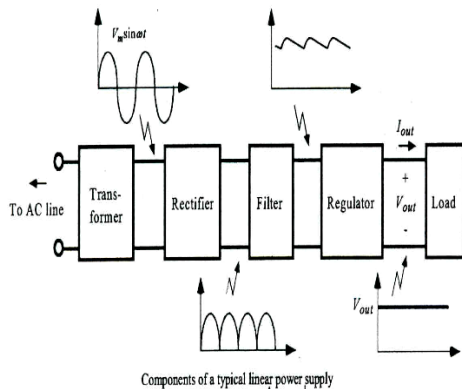 V_m sinωt
I_out
To AC line
Trans-
former
Rectifier
Filter
Regulator
+
V_out
-
Load
V_out
Components of a typical linear power supply